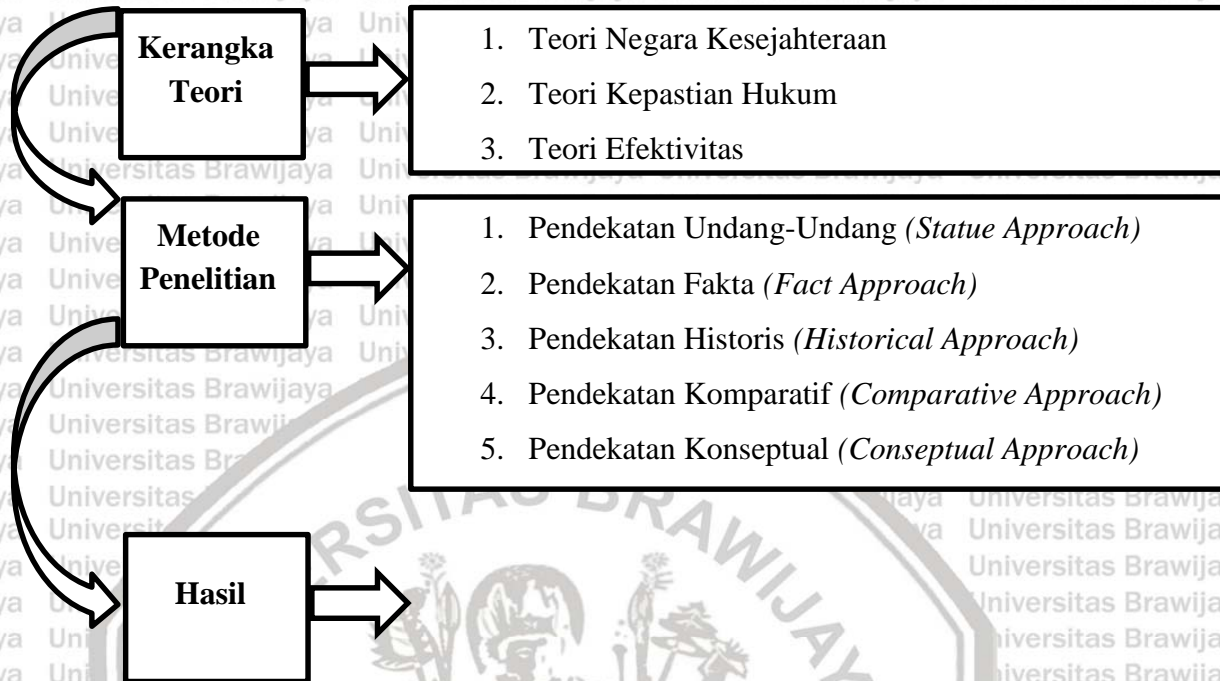 Kerangka
Teori
1. Teori Negara Kesejahteraan
2. Teori Kepastian Hukum
3. Teori Efektivitas
Metode
Penelitian
1. Pendekatan Undang-Undang (Statue Approach)
2. Pendekatan Fakta (Fact Approach)
3. Pendekatan Historis (Historical Approach)
4. Pendekatan Komparatif (Comparative Approach)
5. Pendekatan Konseptual (Conseptual Approach)
Hasil
Universitas Brawijaya